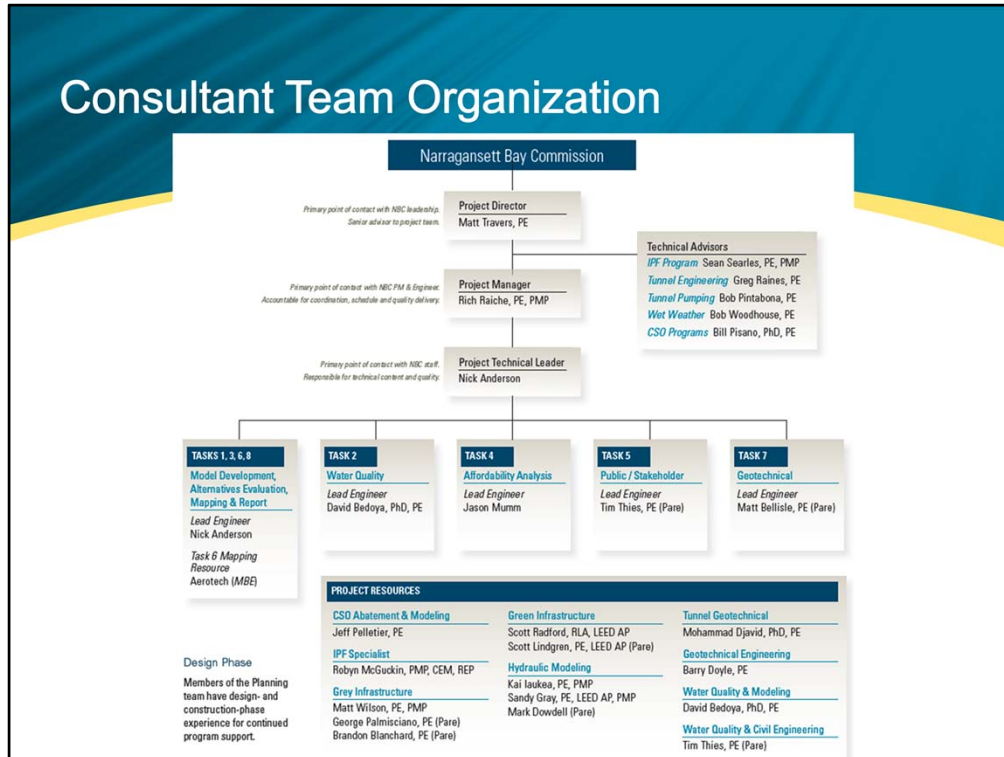 Consultant Team Organization
Narragansett Bay Commission
Primary point of contact with NBC leadership.
Senior advisor to project team.
Project Director
Matt Travers, PE
Technical Advisors
IPF Program Sean Searles, PE, PMP
Tunnel Engineering Greg Raines, PE
Tunnel Pumping Bob Pintabona, PE
Wet Weather Bob Woodhouse, PE
CSO Programs Bill Pisano, PhD, PE
Primary point of contact with NBC PM & Engineer.
Accountable for coordination, schedule and quality delivery.
Project Manager
Rich Raiche, PE, PMP
Primary point of contact with NBC staff.
Responsible for technical content and quality.
Project Technical Leader
Nick Anderson
TASKS 1, 3, 6, 8
Model Development,
Alternatives Evaluation,
Mapping & Report
Lead Engineer
Nick Anderson
Task 6 Mapping
Resource
Aerotech (MBE)
TASK 2
Water Quality
Lead Engineer
David Bedoya, PhD, PE
TASK 4
Affordability Analysis
Lead Engineer
Jason Mumm
TASK 5
Public / Stakeholder
Lead Engineer
Tim Thies, PE (Pare)
TASK 7
Geotechnical
Lead Engineer
Matt Bellisle, PE (Pare)
Design Phase
Members of the Planning
team have design- and
construction-phase
experience for continued
program support.
PROJECT RESOURCES
CSO Abatement & Modeling
Jeff Pelletier, PE
IPF Specialist
Robyn McGuckin, PMP, CEM, REP
Grey Infrastructure
Matt Wilson, PE, PMP
George Palmisciano, PE (Pare)
Brandon Blanchard, PE (Pare)
Green Infrastructure
Scott Radford, RLA, LEED AP
Scott Lindgren, PE, LEED AP (Pare)
Hydraulic Modeling
Kai Iaukea, PE, PMP
Sandy Gray, PE, LEED AP, PMP
Mark Dowdell (Pare)
Tunnel Geotechnical
Mohammad Djavid, PhD, PE
Geotechnical Engineering
Barry Doyle, PE
Water Quality & Modeling
David Bedoya, PhD, PE
Water Quality & Civil Engineering
Tim Thies, PE (Pare)